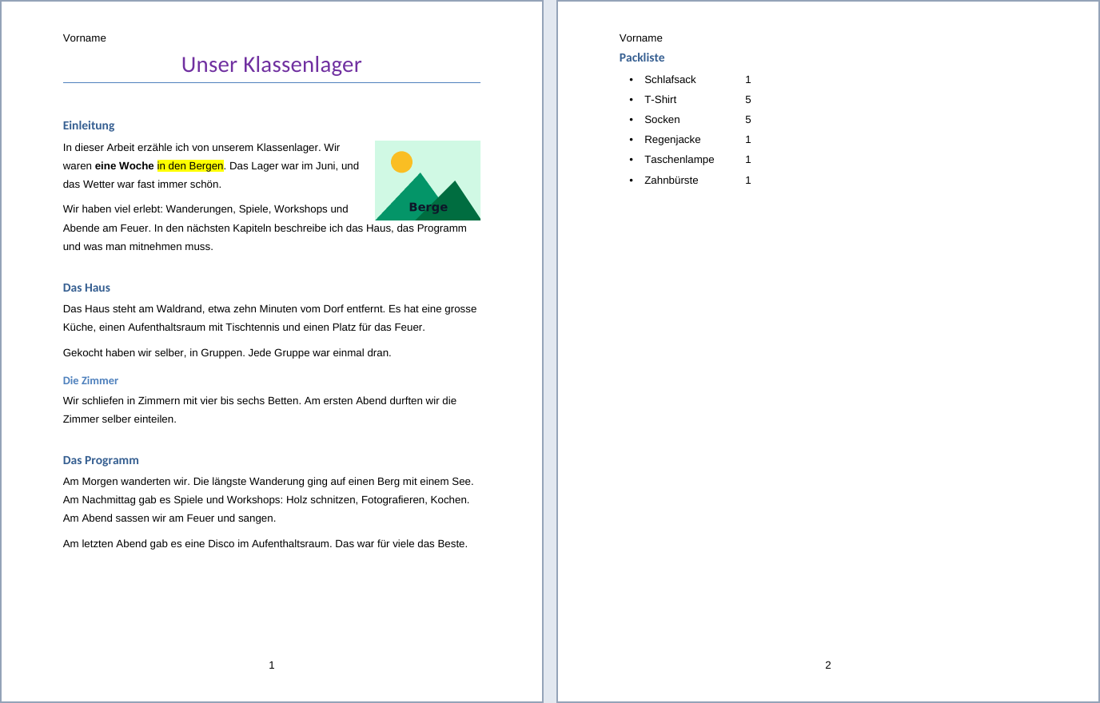 Vorname
Unser Klassenlager
Einleitung
In dieser Arbeit erzähle ich von unserem Klassenlager. Wir
waren eine Woche in den Bergen. Das Lager war im Juni, und
das Wetter war fast immer schön.
Berge
Wir haben viel erlebt: Wanderungen, Spiele, Workshops und
Abende am Feuer. In den nächsten Kapiteln beschreibe ich das Haus, das Programm
und was man mitnehmen muss.
Das Haus
Das Haus steht am Waldrand, etwa zehn Minuten vom Dorf entfernt. Es hat eine grosse
Küche, einen Aufenthaltsraum mit Tischtennis und einen Platz für das Feuer.
Gekocht haben wir selber, in Gruppen. Jede Gruppe war einmal dran.
Die Zimmer
Wir schliefen in Zimmern mit vier bis sechs Betten. Am ersten Abend durften wir die
Zimmer selber einteilen.
Das Programm
Am Morgen wanderten wir. Die längste Wanderung ging auf einen Berg mit einem See.
Am Nachmittag gab es Spiele und Workshops: Holz schnitzen, Fotografieren, Kochen.
Am Abend sassen wir am Feuer und sangen.
Am letzten Abend gab es eine Disco im Aufenthaltsraum. Das war für viele das Beste.
1
Vorname
Packliste
• Schlafsack 1
• T-Shirt 5
• Socken 5
• Regenjacke 1
• Taschenlampe 1
• Zahnbürste 1
2